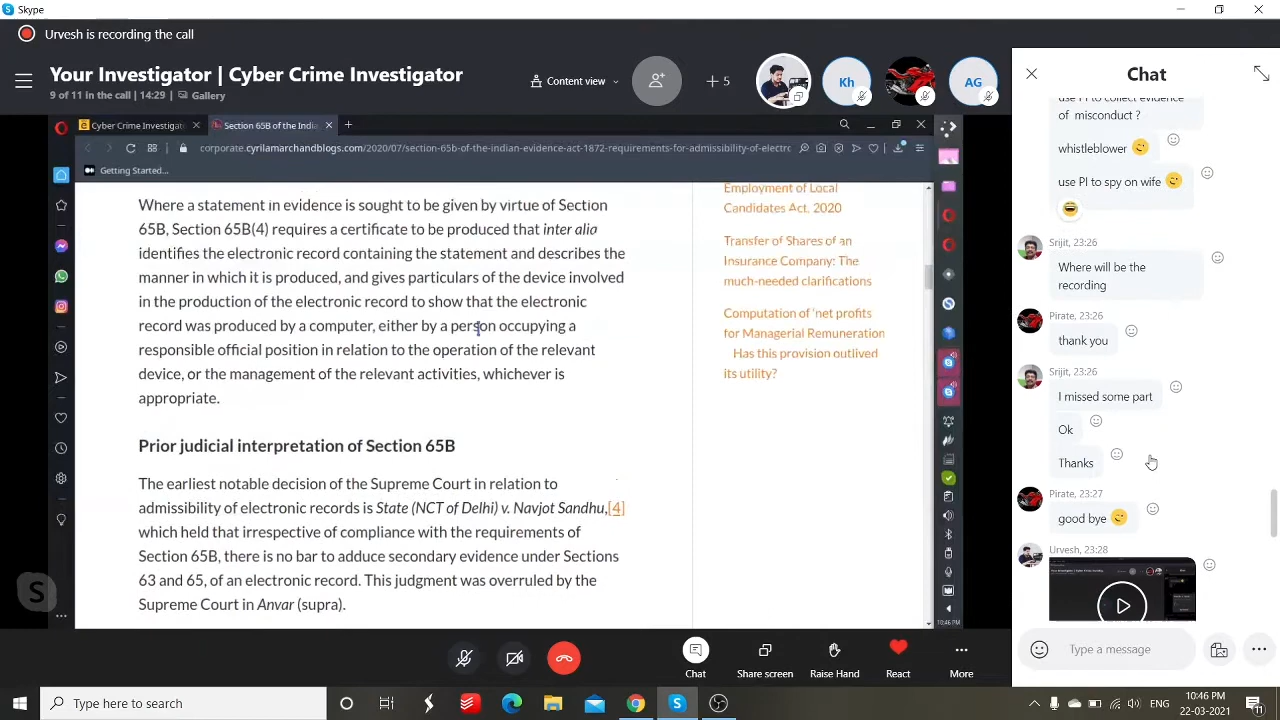 Skype
Urvesh is recording the call
Your Investigator | Cyber Crime Investigator
9 of 11 in the call | 14:29 | Gallery
Content view
+5
Kh
AG
Chat
Cyber Crime Investigat
Section 65B of the India
corporate.cyrilamarchandblogs.com/2020/07/section-65b-of-the-indian-evidence-act-1872-requirements-for-admissibility-of-electro
Getting Started...
Where a statement in evidence is sought to be given by virtue of Section
65B, Section 65B(4) requires a certificate to be produced that inter alia
identifies the electronic record containing the statement and describes the
manner in which it is produced, and gives particulars of the device involved
in the production of the electronic record to show that the electronic
record was produced by a computer, either by a person occupying a
responsible official position in relation to the operation of the relevant
device, or the management of the relevant activities, whichever is
appropriate.
Prior judicial interpretation of Section 65B
The earliest notable decision of the Supreme Court in relation to
admissibility of electronic records is State (NCT of Delhi) v. Navjot Sandhu,[4]
which held that irrespective of compliance with the requirements of
Section 65B, there is no bar to adduce secondary evidence under Sections
63 and 65, of an electronic record. This judgment was overruled by the
Supreme Court in Anvar (supra).
Employment of Local
Candidates Act, 2020
Transfer of Shares of an
Insurance Company: The
much-needed clarifications
Computation of 'net profits
for Managerial Remuneration
Has this provision outlived
its utility?
10:46 PM
use PI to collect evidence
of misconduct ?
whistleblower
use PI to spy on wife
Srijit, 23:26
Where will be the
recording
Pirate, 23:26
thank you
Srijit, 23:26
I missed some part
Ok
Thanks
Pirate, 23:27
good bye
Urvesh, 23:28
Type a message
Chat
Share screen
Raise Hand
React
More
Type here to search
ENG
10:46 PM
22-03-2021
11